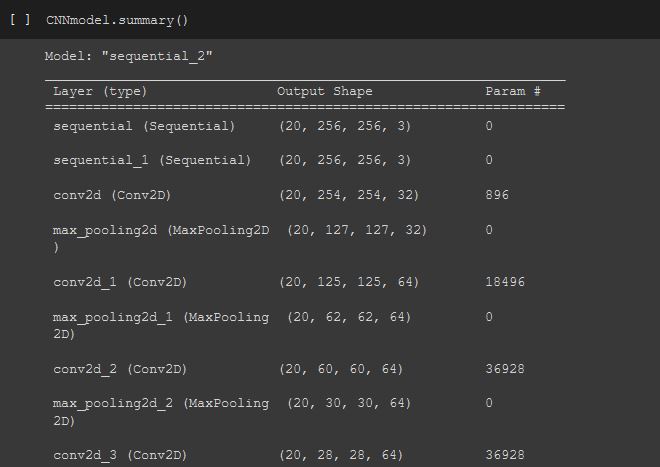 [ ] CNNmodel.summary()
Model: "sequential_2"
_________________________________________________________________
Layer (type) Output Shape Param #
=================================================================
sequential (Sequential) (20, 256, 256, 3) 0
sequential_1 (Sequential) (20, 256, 256, 3) 0
conv2d (Conv2D) (20, 254, 254, 32) 896
max_pooling2d (MaxPooling2D (20, 127, 127, 32) 0
)
conv2d_1 (Conv2D) (20, 125, 125, 64) 18496
max_pooling2d_1 (MaxPooling (20, 62, 62, 64) 0
2D)
conv2d_2 (Conv2D) (20, 60, 60, 64) 36928
max_pooling2d_2 (MaxPooling (20, 30, 30, 64) 0
2D)
conv2d_3 (Conv2D) (20, 28, 28, 64) 36928